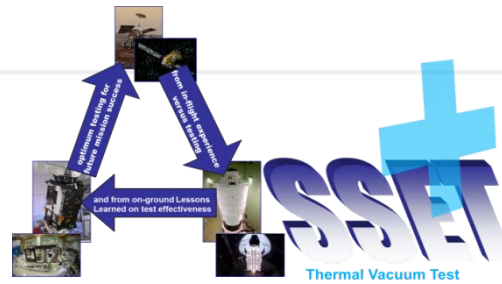 optimum testing for
future mission success
from in-flight experience
versus testing
and from on-ground Lessons
Learned on test effectiveness
SSET
Thermal Vacuum Test